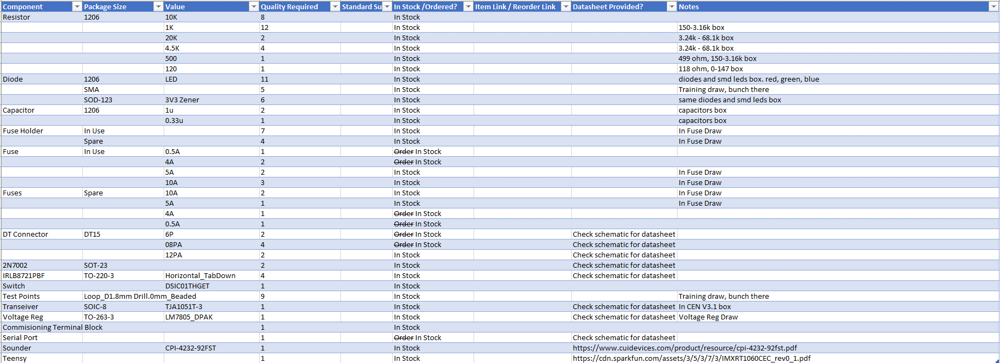 Component Package Size Value Quality Required Standard Su In Stock /Ordered? Item Link / Reorder Link Datasheet Provided? Notes
Resistor 1206 10K 8 In Stock
1K 12 In Stock 150-3.16k box
20K 2 In Stock 3.24k - 68.1k box
4.5K 4 In Stock 3.24k - 68.1k box
500 1 In Stock 499 ohm, 150-3.16k box
120 1 In Stock 118 ohm, 0-147 box
Diode 1206 LED 11 In Stock diodes and smd leds box. red, green, blue
SMA 5 In Stock Training draw, bunch there
SOD-123 3V3 Zener 6 In Stock same diodes and smd leds box
Capacitor 1206 1u 2 In Stock capacitors box
0.33u 1 In Stock capacitors box
Fuse Holder In Use 7 In Stock In Fuse Draw
Spare 4 In Stock In Fuse Draw
Fuse In Use 0.5A 1 Order In Stock
4A 2 Order In Stock
5A 2 In Stock In Fuse Draw
10A 3 In Stock In Fuse Draw
Fuses Spare 10A 2 In Stock In Fuse Draw
5A 1 In Stock In Fuse Draw
4A 1 Order In Stock
0.5A 1 Order In Stock
DT Connector DT15 6P 2 Order In Stock Check schematic for datasheet
08PA 4 Order In Stock Check schematic for datasheet
12PA 2 In Stock Check schematic for datasheet
2N7002 SOT-23 2 In Stock Check schematic for datasheet
IRLB8721PBF TO-220-3 Horizontal_TabDown 4 In Stock Check schematic for datasheet
Switch DSIC01THGET 1 In Stock
Test Points Loop_D1.8mm Drill.0mm_Beaded 9 In Stock Training draw, bunch there
Transeiver SOIC-8 TJA1051T-3 1 In Stock Check schematic for datasheet In CEN V3.1 box
Voltage Reg TO-263-3 LM7805_DPAK 1 In Stock Check schematic for datasheet Voltage Reg Draw
Commisioning Terminal Block 1 In Stock
Serial Port 1 Order In Stock Check schematic for datasheet
Sounder CPI-4232-92FST 1 In Stock https://www.cuidevices.com/product/resource/cpi-4232-92fst.pdf
Teensy 1 In Stock https://cdn.sparkfun.com/assets/3/5/3/7/3/IMXRT1060CEC_rev0_1.pdf